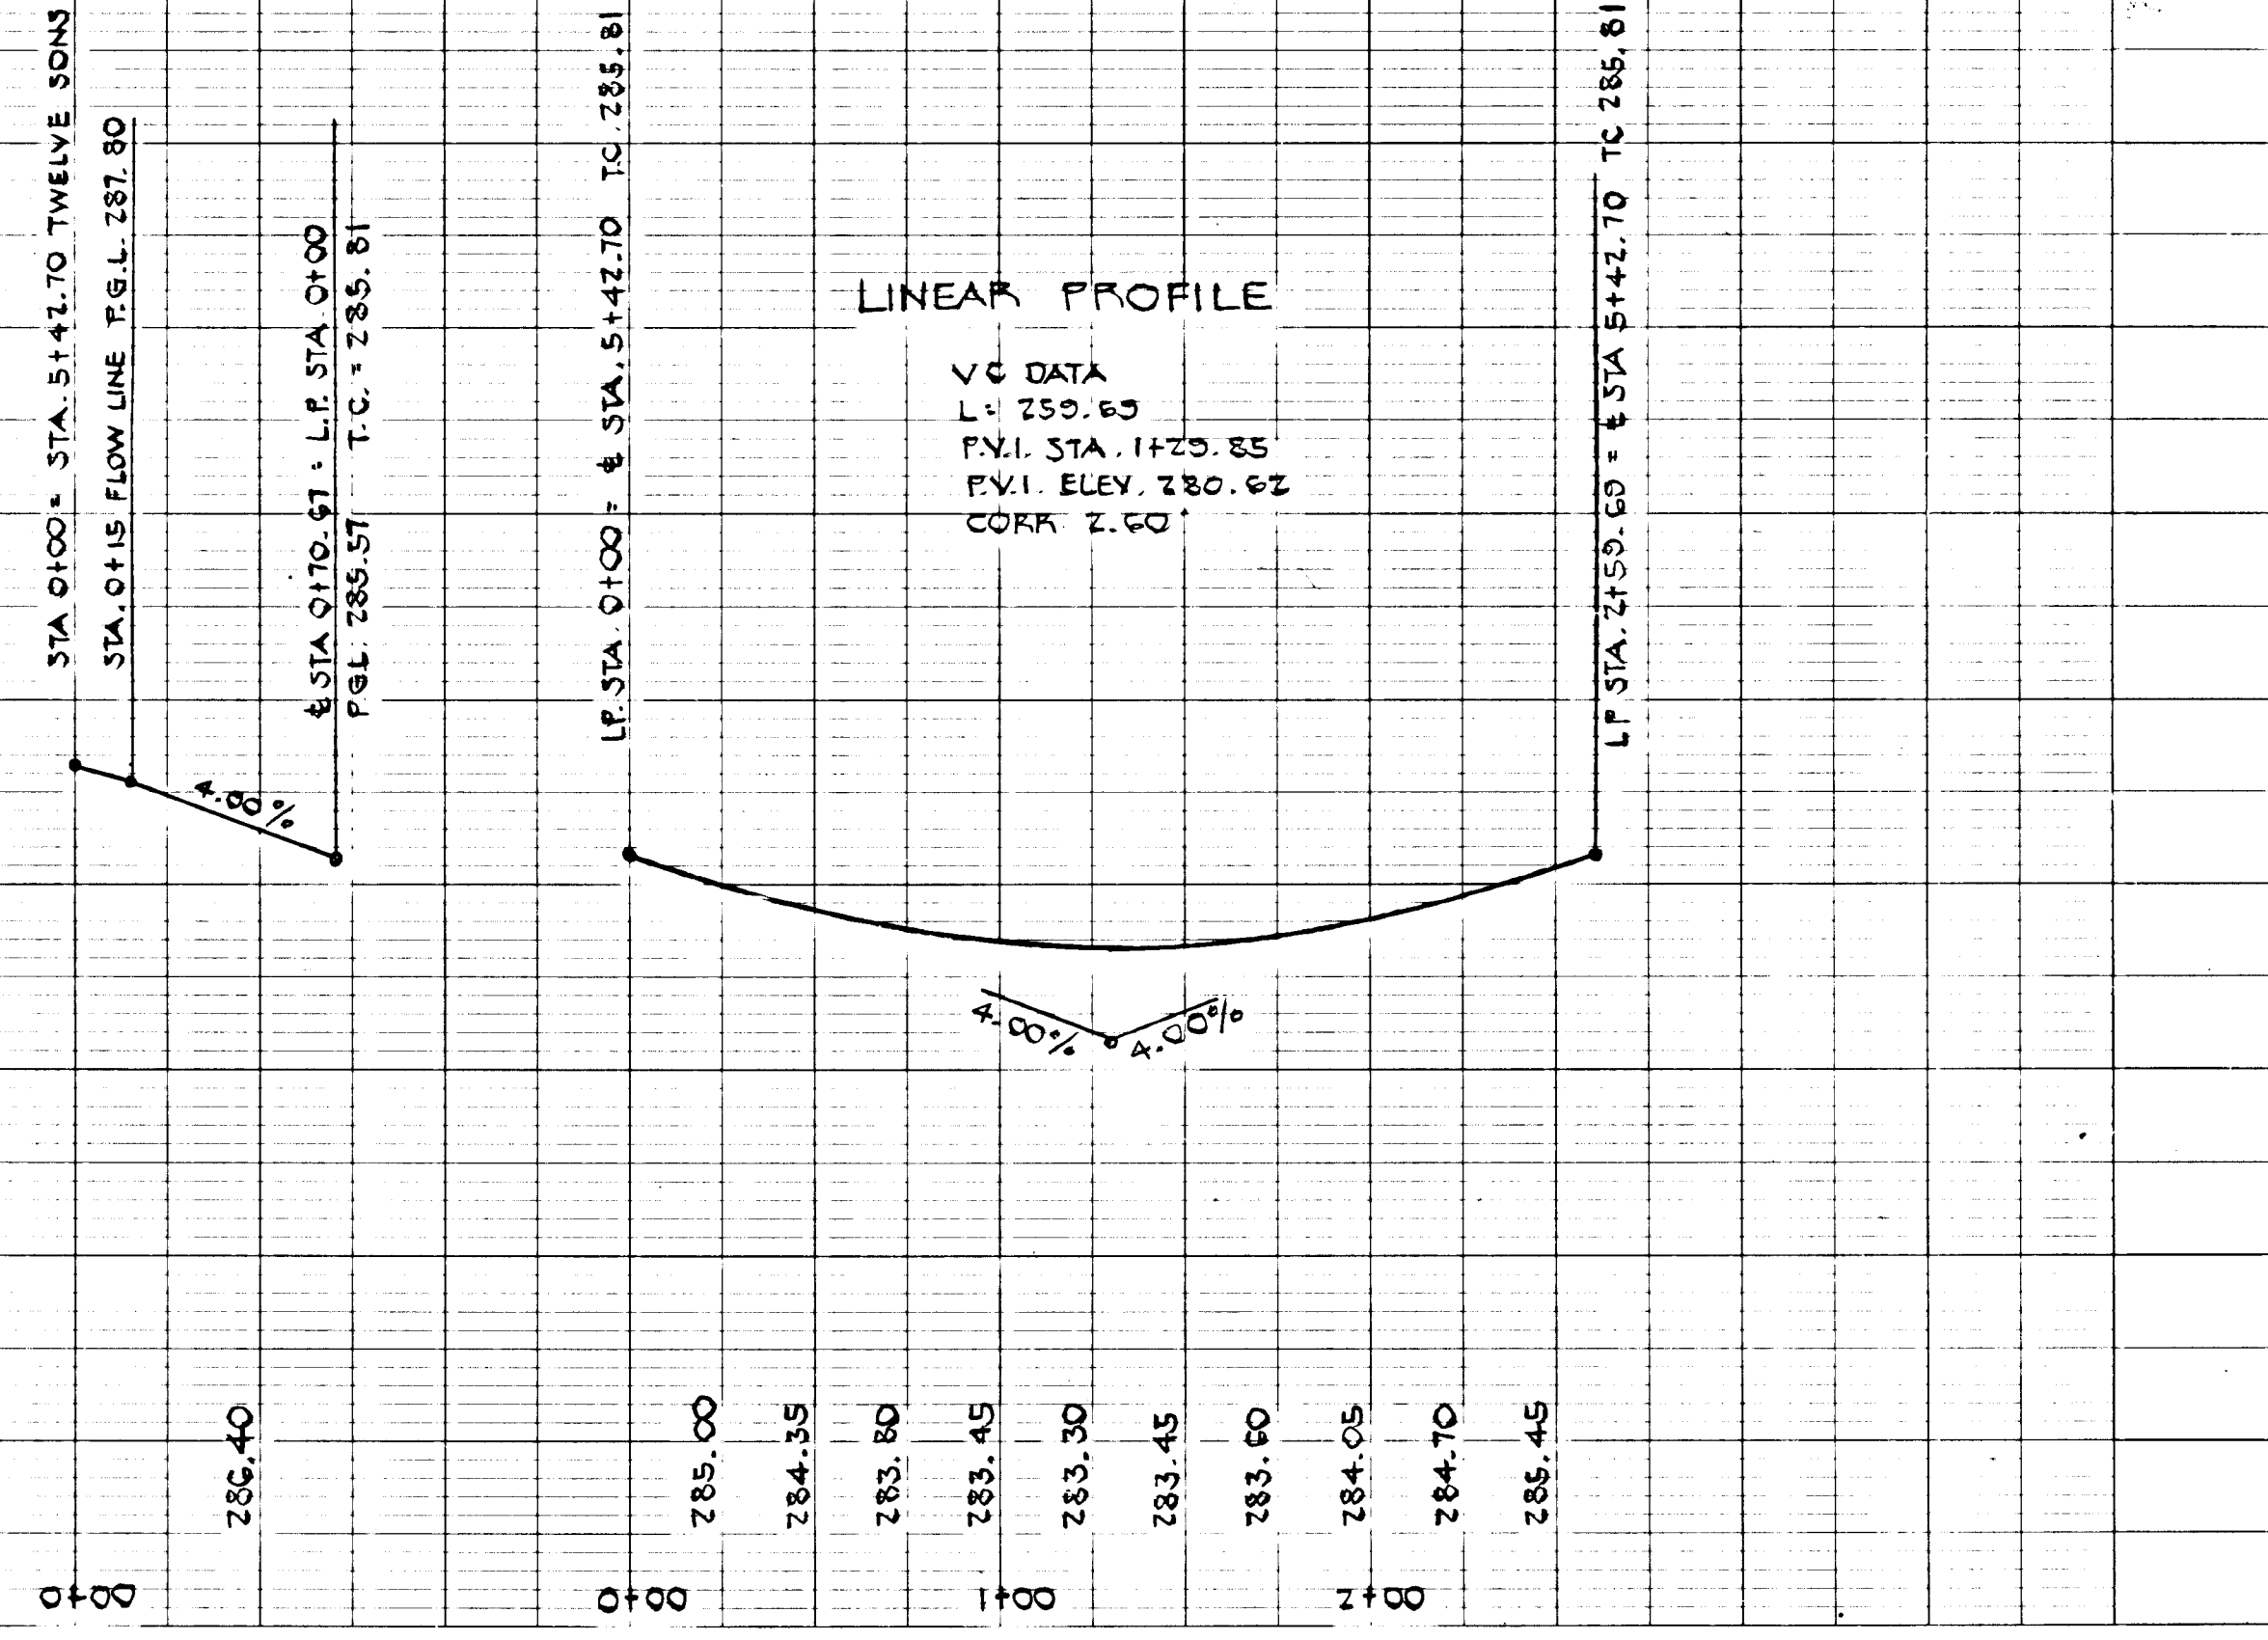 STA 0+00 = STA. 5+42.70 TWELVE SONS
STA. 0+15 FLOW LINE P.G.L. 287.80
℄ STA 0+70.67 = L.P. STA. 0+00
P.G.L. 285.57 T.C. = 285.81
4.00%
L.P. STA. 0+00 = ℄ STA. 5+42.70 T.C. 285.81
LINEAR PROFILE
VC DATA
L = 259.69
P.V.I. STA. 1+29.85
P.V.I. ELEV. 280.62
CORR 2.60
LP STA. 2+59.69 = ℄ STA 5+42.70 TC 285.81
4.00%
4.00%
286.40
285.00
284.35
283.80
283.45
283.30
283.45
283.60
284.05
284.70
285.45
0+00
0+00
1+00
2+00